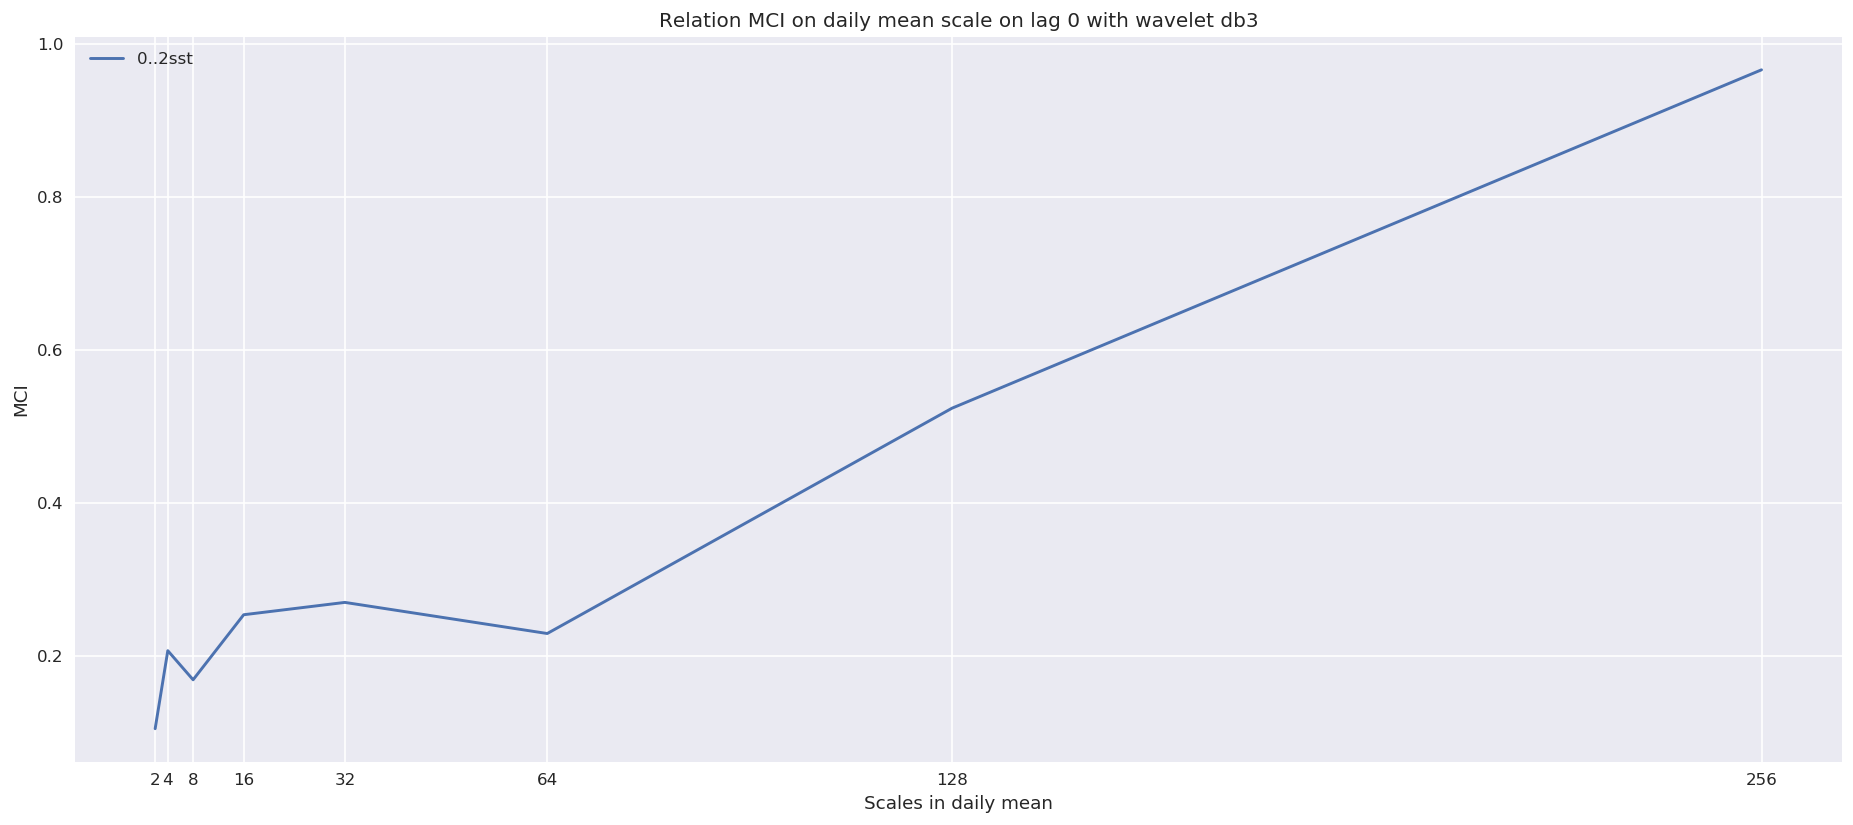 Relation MCI on daily mean scale on lag 0 with wavelet db3
0..2sst
1.0
0.8
0.6
0.4
0.2
MCI
2 4 8 16 32 64 128 256
Scales in daily mean